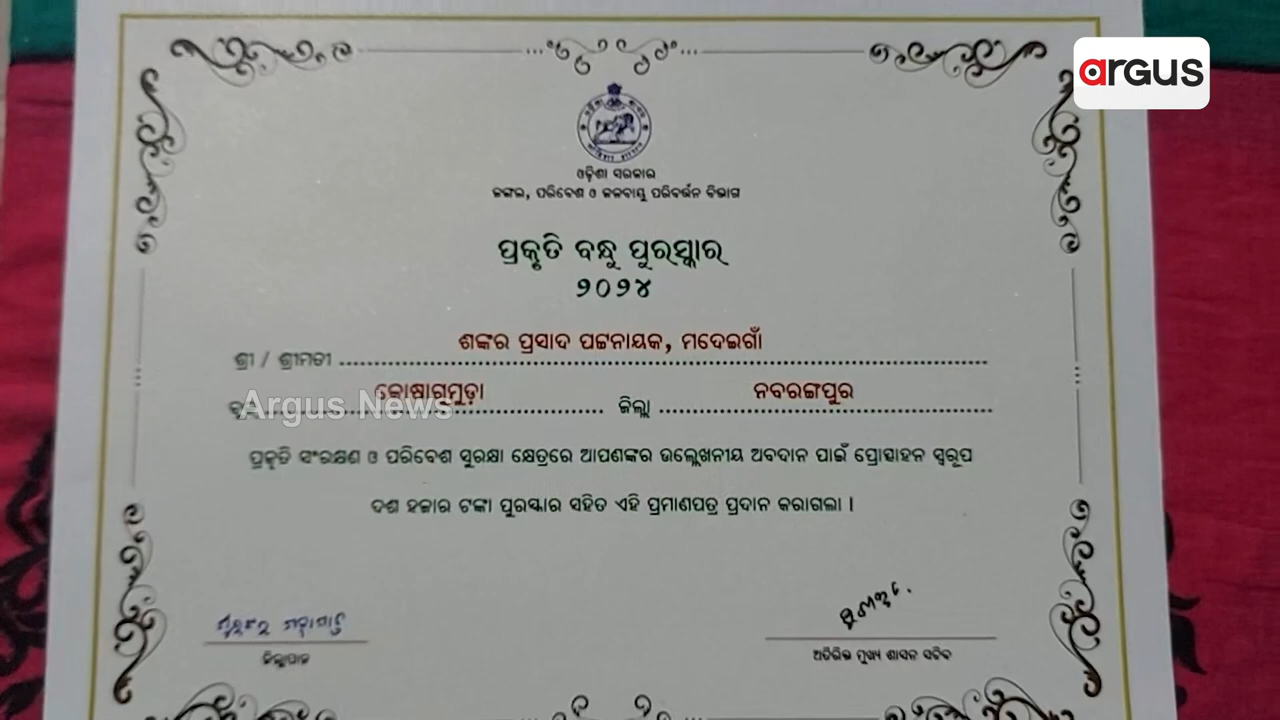 argus
ଓଡ଼ିଶା ସରକାର
ଜଙ୍ଗଲ, ପରିବେଶ ଓ ଜଳବାୟୁ ପରିବର୍ତ୍ତନ ବିଭାଗ
ପ୍ରକୃତି ବନ୍ଧୁ ପୁରସ୍କାର
୨୦୨୪
ଶ୍ରୀ / ଶ୍ରୀମତୀ ଶଙ୍କର ପ୍ରସାଦ ପଟ୍ଟନାୟକ, ମଦେଇଗାଁ
କୋଷାଗୁମୁଡ଼ା ଜିଲ୍ଲା ନବରଙ୍ଗପୁର
Argus News
ପ୍ରକୃତି ସଂରକ୍ଷଣ ଓ ପରିବେଶ ସୁରକ୍ଷା କ୍ଷେତ୍ରରେ ଆପଣଙ୍କର ଉଲ୍ଲେଖନୀୟ ଅବଦାନ ପାଇଁ ପ୍ରୋତ୍ସାହନ ସ୍ୱରୂପ
ଦଶ ହଜାର ଟଙ୍କା ପୁରସ୍କାର ସହିତ ଏହି ପ୍ରମାଣପତ୍ର ପ୍ରଦାନ କରାଗଲା ।
ଜିଲ୍ଲାପାଳ
ଅତିରିକ୍ତ ମୁଖ୍ୟ ଶାସନ ସଚିବ